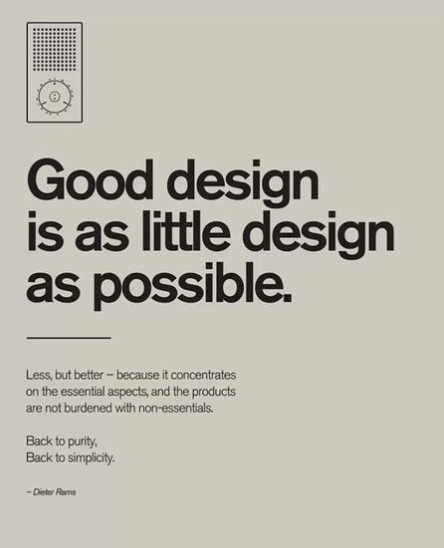 Good design
is as little design
as possible.
Less, but better – because it concentrates
on the essential aspects, and the products
are not burdened with non-essentials.
Back to purity,
Back to simplicity.
– Dieter Rams